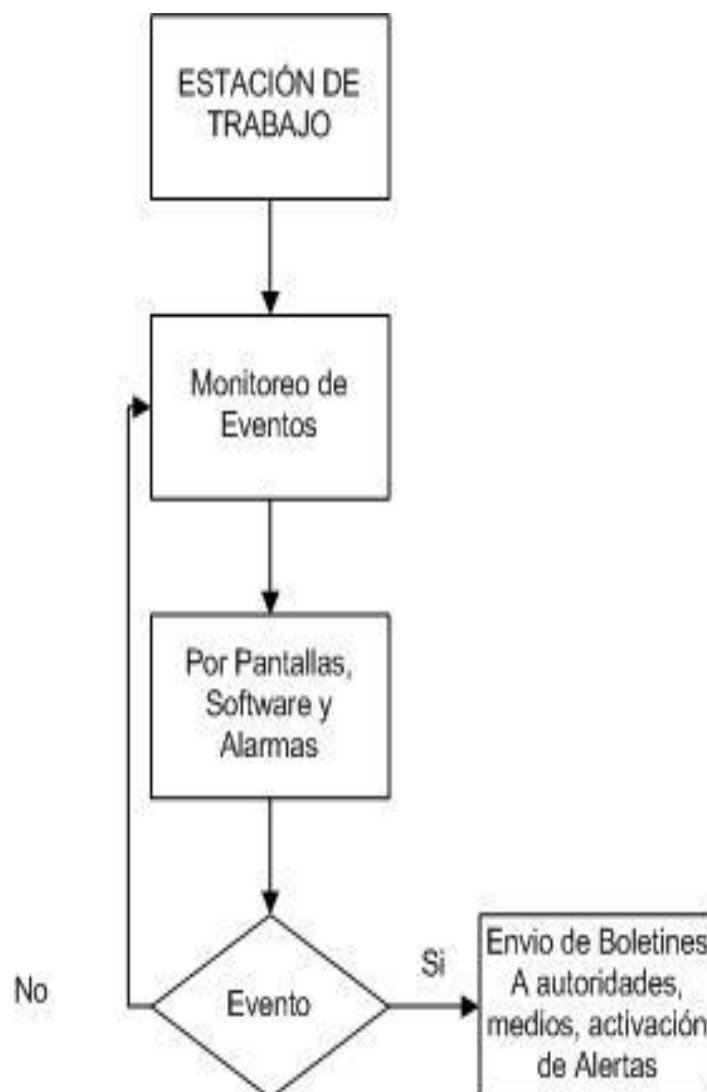 ESTACIÓN DE
TRABAJO
Monitoreo de
Eventos
Por Pantallas,
Software y
Alarmas
Evento
No
Si
Envio de Boletines
A autoridades,
medios, activación
de Alertas